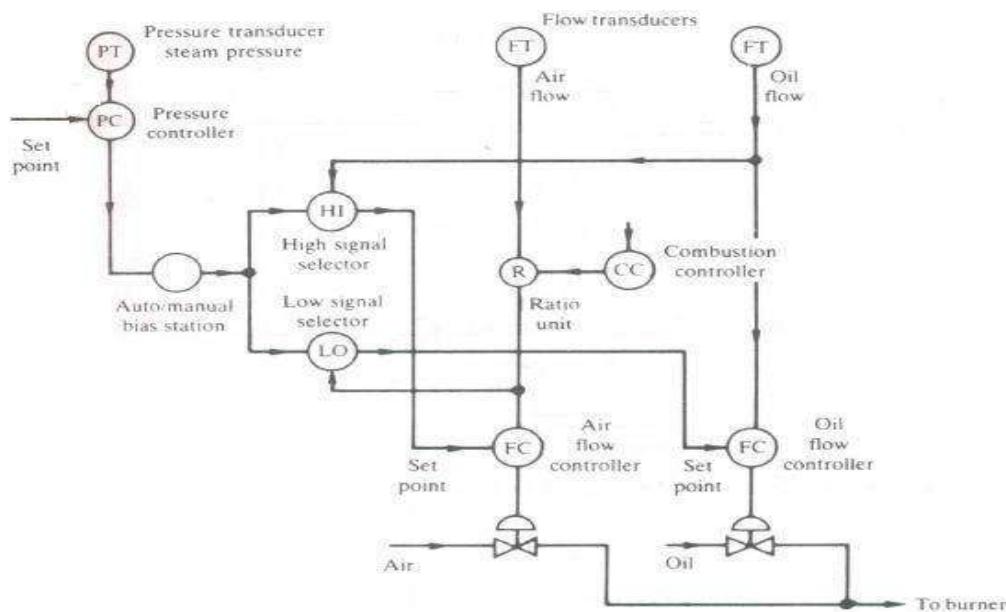 Flow transducers
Pressure transducer
steam pressure
PT
FT
FT
Air
flow
Oil
flow
PC
Pressure
controller
Set
point
HI
High signal
selector
Combustion
controller
CC
R
Ratio
unit
Auto/manual
bias station
Low signal
selector
LO
Air
flow
controller
Oil
flow
controller
FC
FC
Set
point
Set
point
Air
Oil
To burner